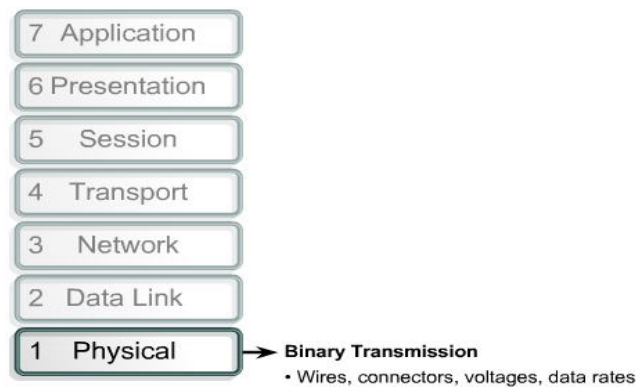 7 Application
6 Presentation
5 Session
4 Transport
3 Network
2 Data Link
1 Physical
Binary Transmission
• Wires, connectors, voltages, data rates